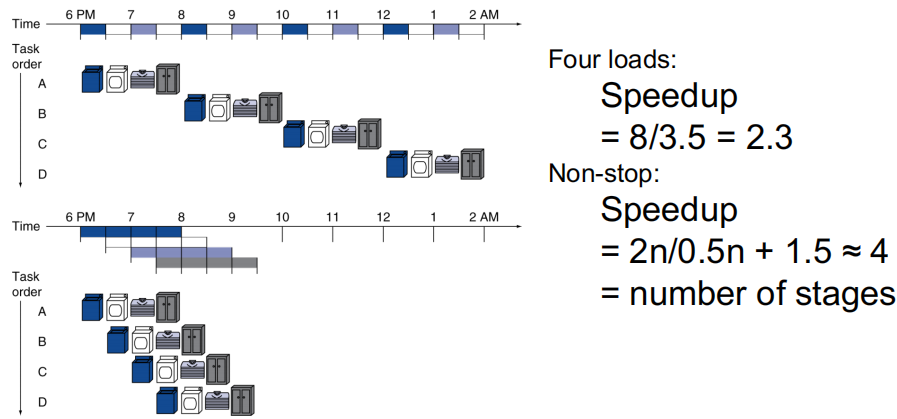 6 PM 7 8 9 10 11 12 1 2 AM
Time
Task
order
A
B
C
D
6 PM 7 8 9 10 11 12 1 2 AM
Time
Task
order
A
B
C
D
Four loads:
Speedup
= 8/3.5 = 2.3
Non-stop:
Speedup
= 2n/0.5n + 1.5 ≈ 4
= number of stages